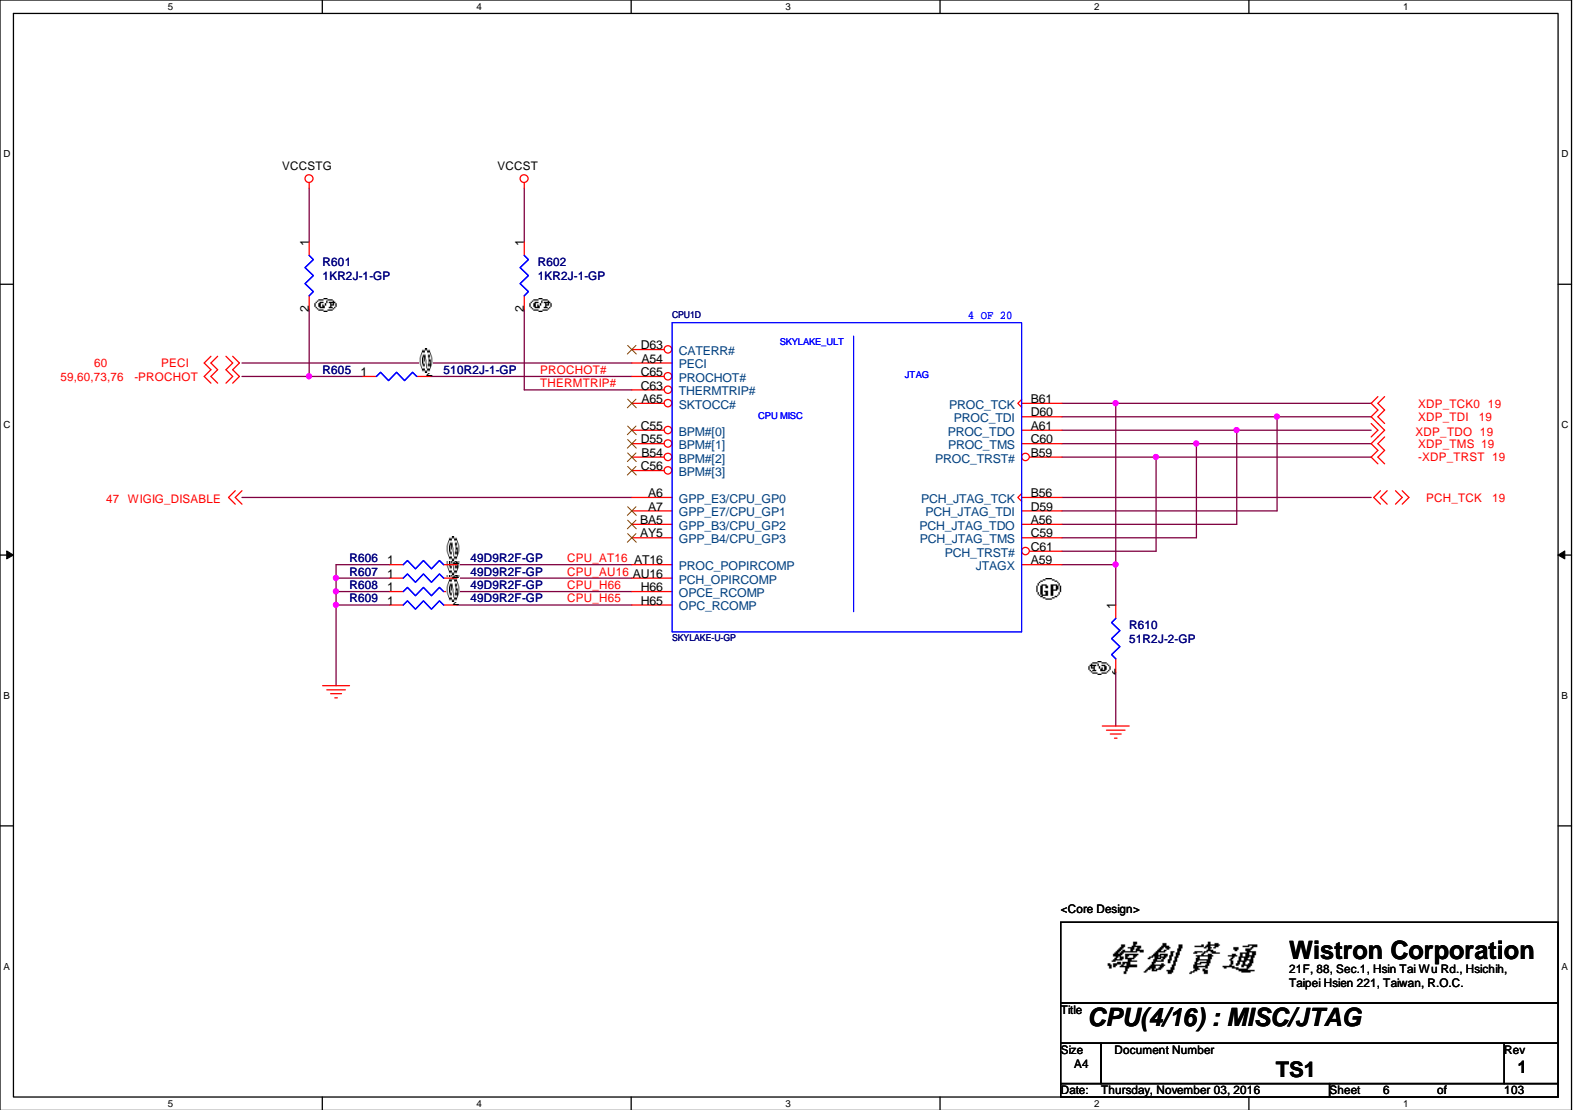 5 4 3 2 1
D D
VCCSTG VCCST
1 1
R601 R602
1KR2J-1-GP 1KR2J-1-GP
2 2
C C
CPU1D 4 OF 20
SKYLAKE_ULT
JTAG
CPU MISC
60 PECI
59,60,73,76 -PROCHOT
R605 1 510R2J-1-GP PROCHOT#
THERMTRIP#
D63 CATERR#
A54 PECI
C65 PROCHOT#
C63 THERMTRIP#
A65 SKTOCC#
C55 BPM#[0]
D55 BPM#[1]
B54 BPM#[2]
C56 BPM#[3]
47 WIGIG_DISABLE
A6 GPP_E3/CPU_GP0
A7 GPP_E7/CPU_GP1
BA5 GPP_B3/CPU_GP2
AY5 GPP_B4/CPU_GP3
R606 1 49D9R2F-GP CPU_AT16 AT16 PROC_POPIRCOMP
R607 1 49D9R2F-GP CPU_AU16 AU16 PCH_OPIRCOMP
R608 1 49D9R2F-GP CPU_H66 H66 OPCE_RCOMP
R609 1 49D9R2F-GP CPU_H65 H65 OPC_RCOMP
SKYLAKE-U-GP
PROC_TCK B61 XDP_TCK0 19
PROC_TDI D60 XDP_TDI 19
PROC_TDO A61 XDP_TDO 19
PROC_TMS C60 XDP_TMS 19
PROC_TRST# B59 -XDP_TRST 19
PCH_JTAG_TCK B56 PCH_TCK 19
PCH_JTAG_TDI D59
PCH_JTAG_TDO A56
PCH_JTAG_TMS C59
PCH_TRST# C61
JTAGX A59
GP
1
R610
51R2J-2-GP
B B
A A
<Core Design>
緯創資通
Wistron Corporation
21F, 88, Sec.1, Hsin Tai Wu Rd., Hsichih,
Taipei Hsien 221, Taiwan, R.O.C.
Title
CPU(4/16) : MISC/JTAG
Size Document Number Rev
A4 TS1 1
Date: Thursday, November 03, 2016 Sheet 6 of 103
5 4 3 2 1